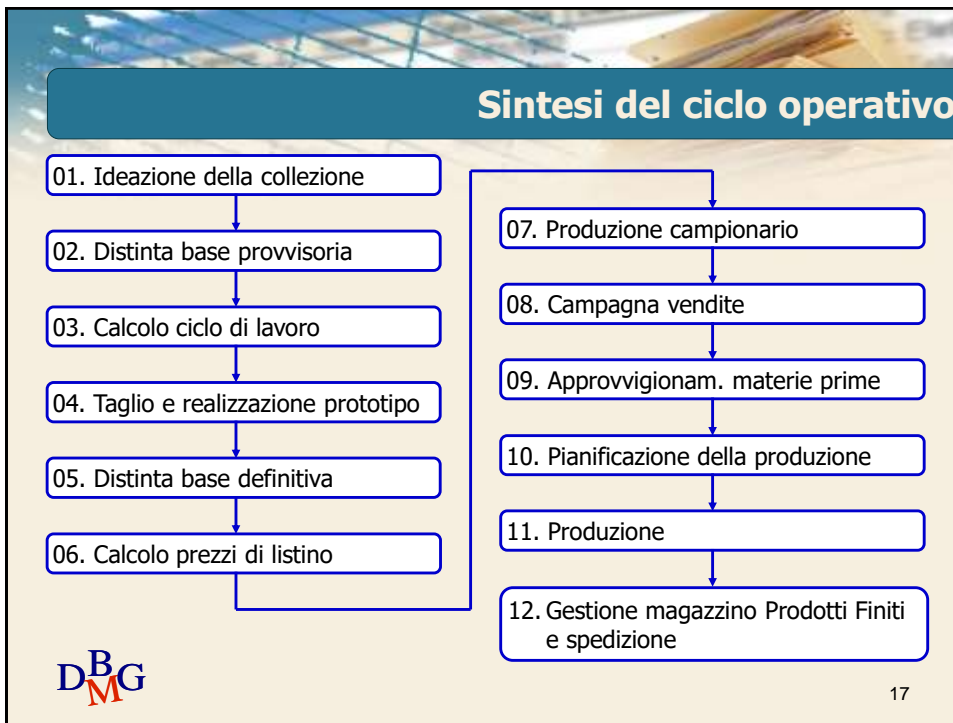 Sintesi del ciclo operativo
01. Ideazione della collezione
02. Distinta base provvisoria
03. Calcolo ciclo di lavoro
04. Taglio e realizzazione prototipo
05. Distinta base definitiva
06. Calcolo prezzi di listino
07. Produzione campionario
08. Campagna vendite
09. Approvvigionam. materie prime
10. Pianificazione della produzione
11. Produzione
12. Gestione magazzino Prodotti Finiti
e spedizione
DBMG
17